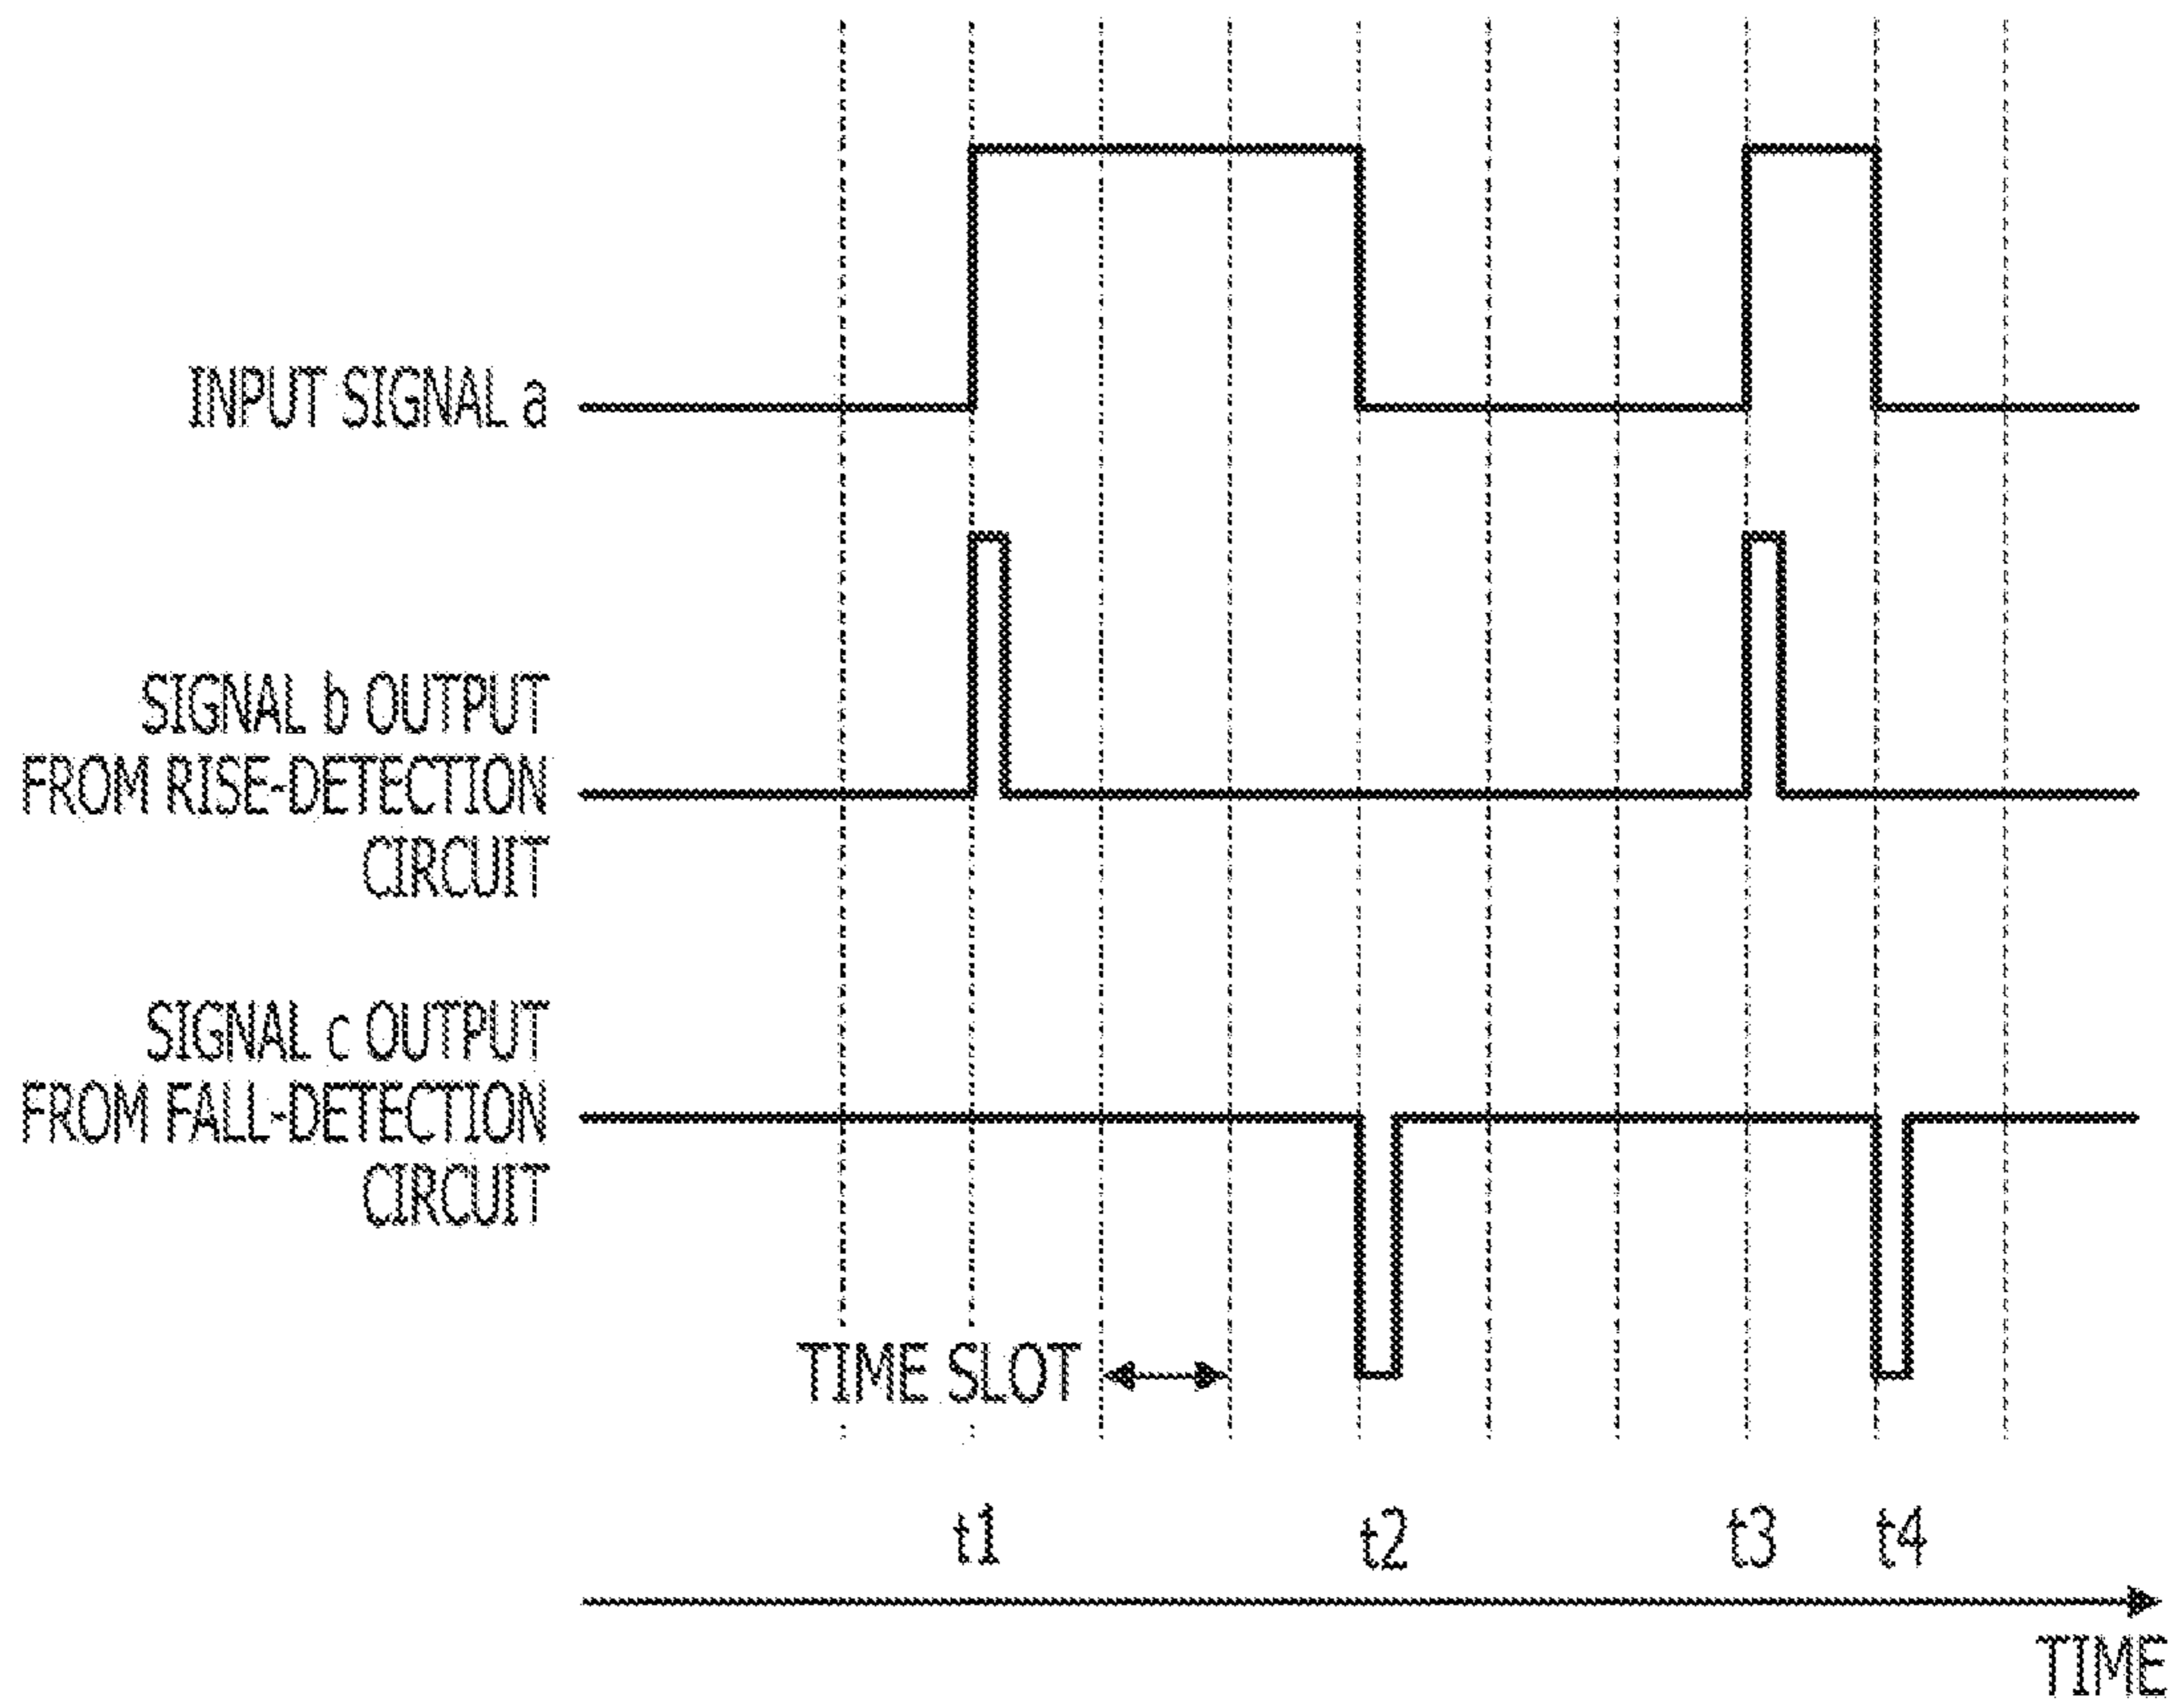 INPUT SIGNAL a
SIGNAL b OUTPUT
FROM RISE-DETECTION
CIRCUIT
SIGNAL c OUTPUT
FROM FALL-DETECTION
CIRCUIT
TIME SLOT
t1 t2 t3 t4
TIME